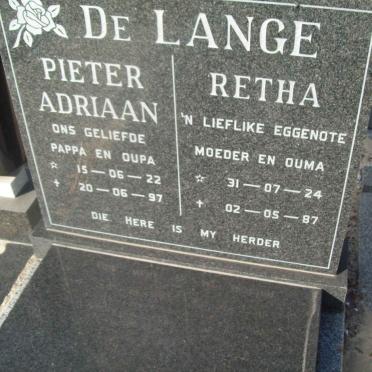 De Lange
PIETER
ADRIAAN
ONS GELIEFDE
PAPPA EN OUPA
☆ 15-06-22
✝ 20-06-97
RETHA
'N LIEFLIKE EGGENOTE
MOEDER EN OUMA
☆ 31-07-24
✝ 02-05-87
DIE HERE IS MY HERDER